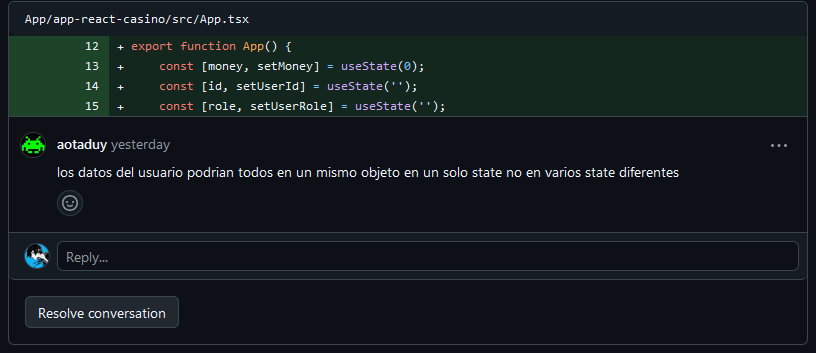 App/app-react-casino/src/App.tsx
12 + export function App() {
13 + const [money, setMoney] = useState(0);
14 + const [id, setUserId] = useState('');
15 + const [role, setUserRole] = useState('');
aotaduy yesterday
los datos del usuario podrian todos en un mismo objeto en un solo state no en varios state diferentes
Reply...
Resolve conversation